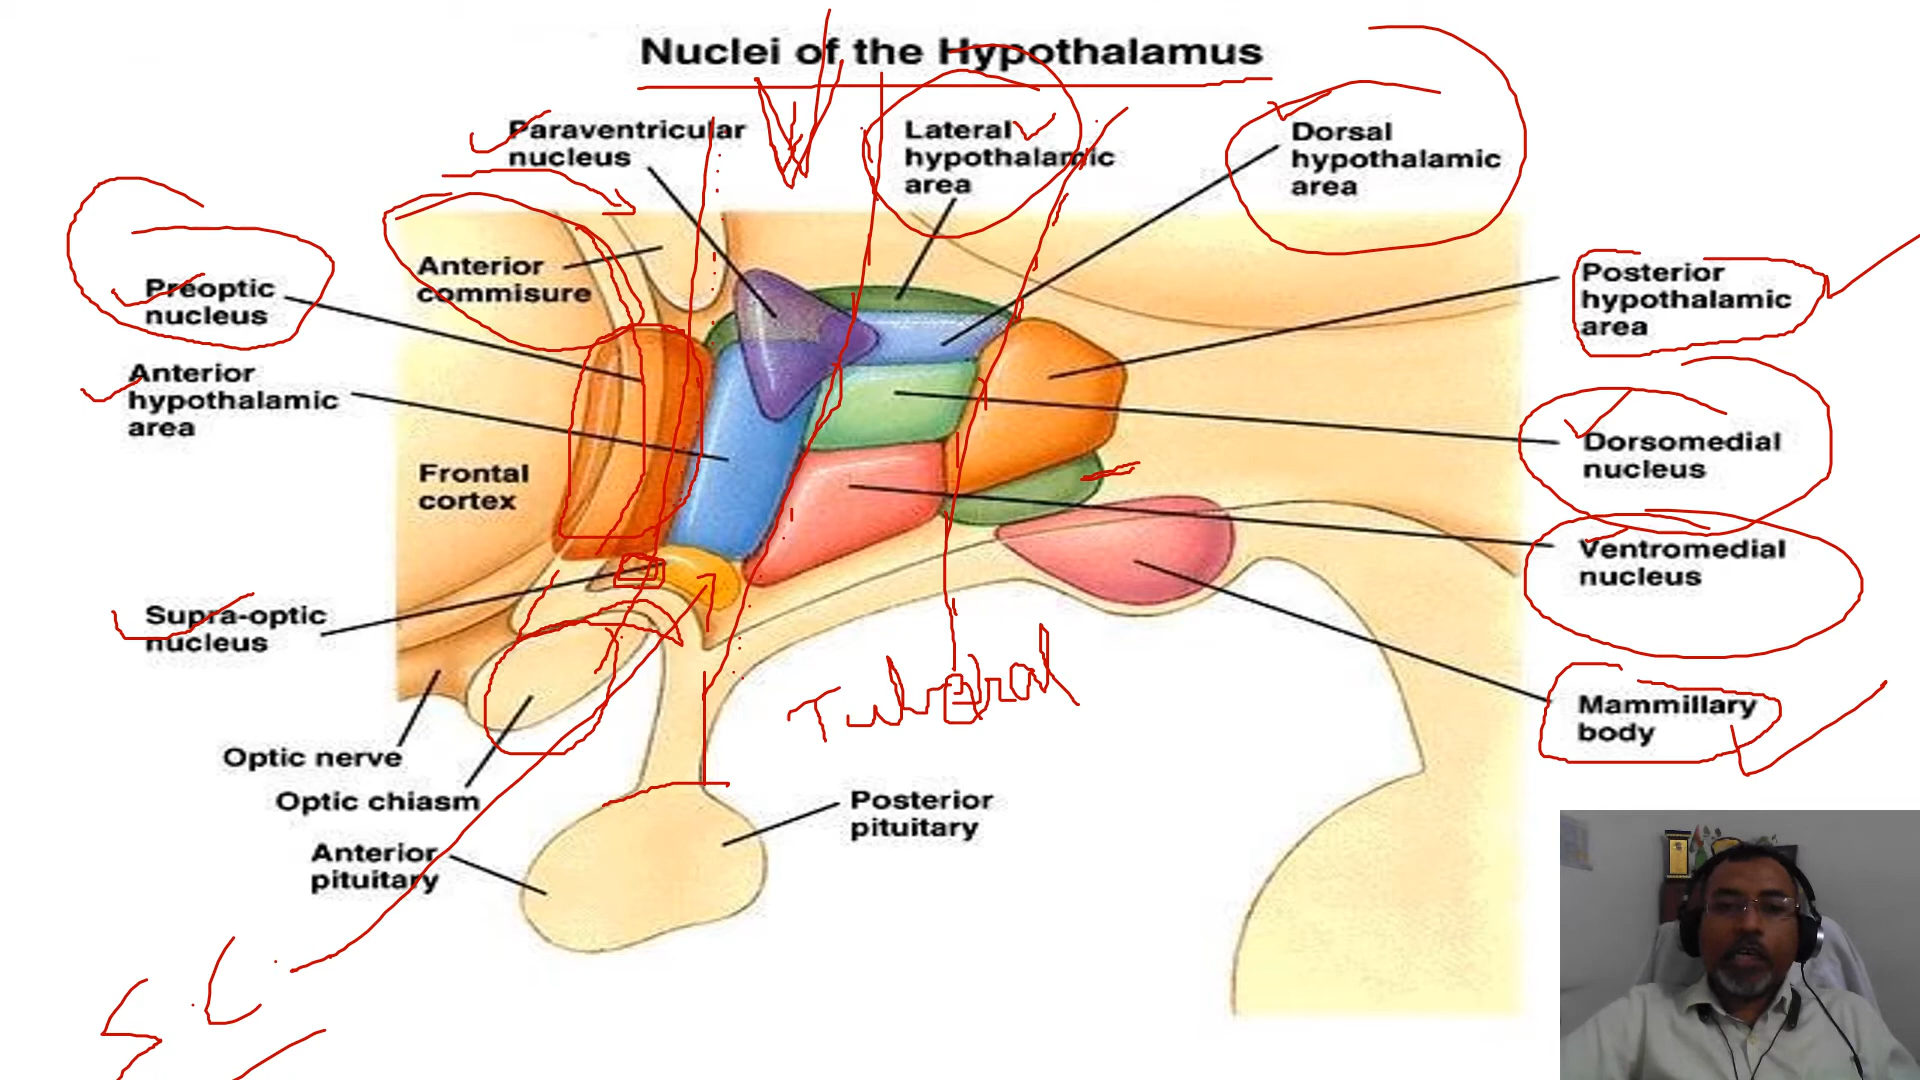 Nuclei of the Hypothalamus
Paraventricular
nucleus
Lateral
hypothalamic
area
Dorsal
hypothalamic
area
Preoptic
nucleus
Anterior
commisure
Posterior
hypothalamic
area
Anterior
hypothalamic
area
Frontal
cortex
Dorsomedial
nucleus
Ventromedial
nucleus
Supra-optic
nucleus
Mammillary
body
Optic nerve
Optic chiasm
Posterior
pituitary
Anterior
pituitary
S C